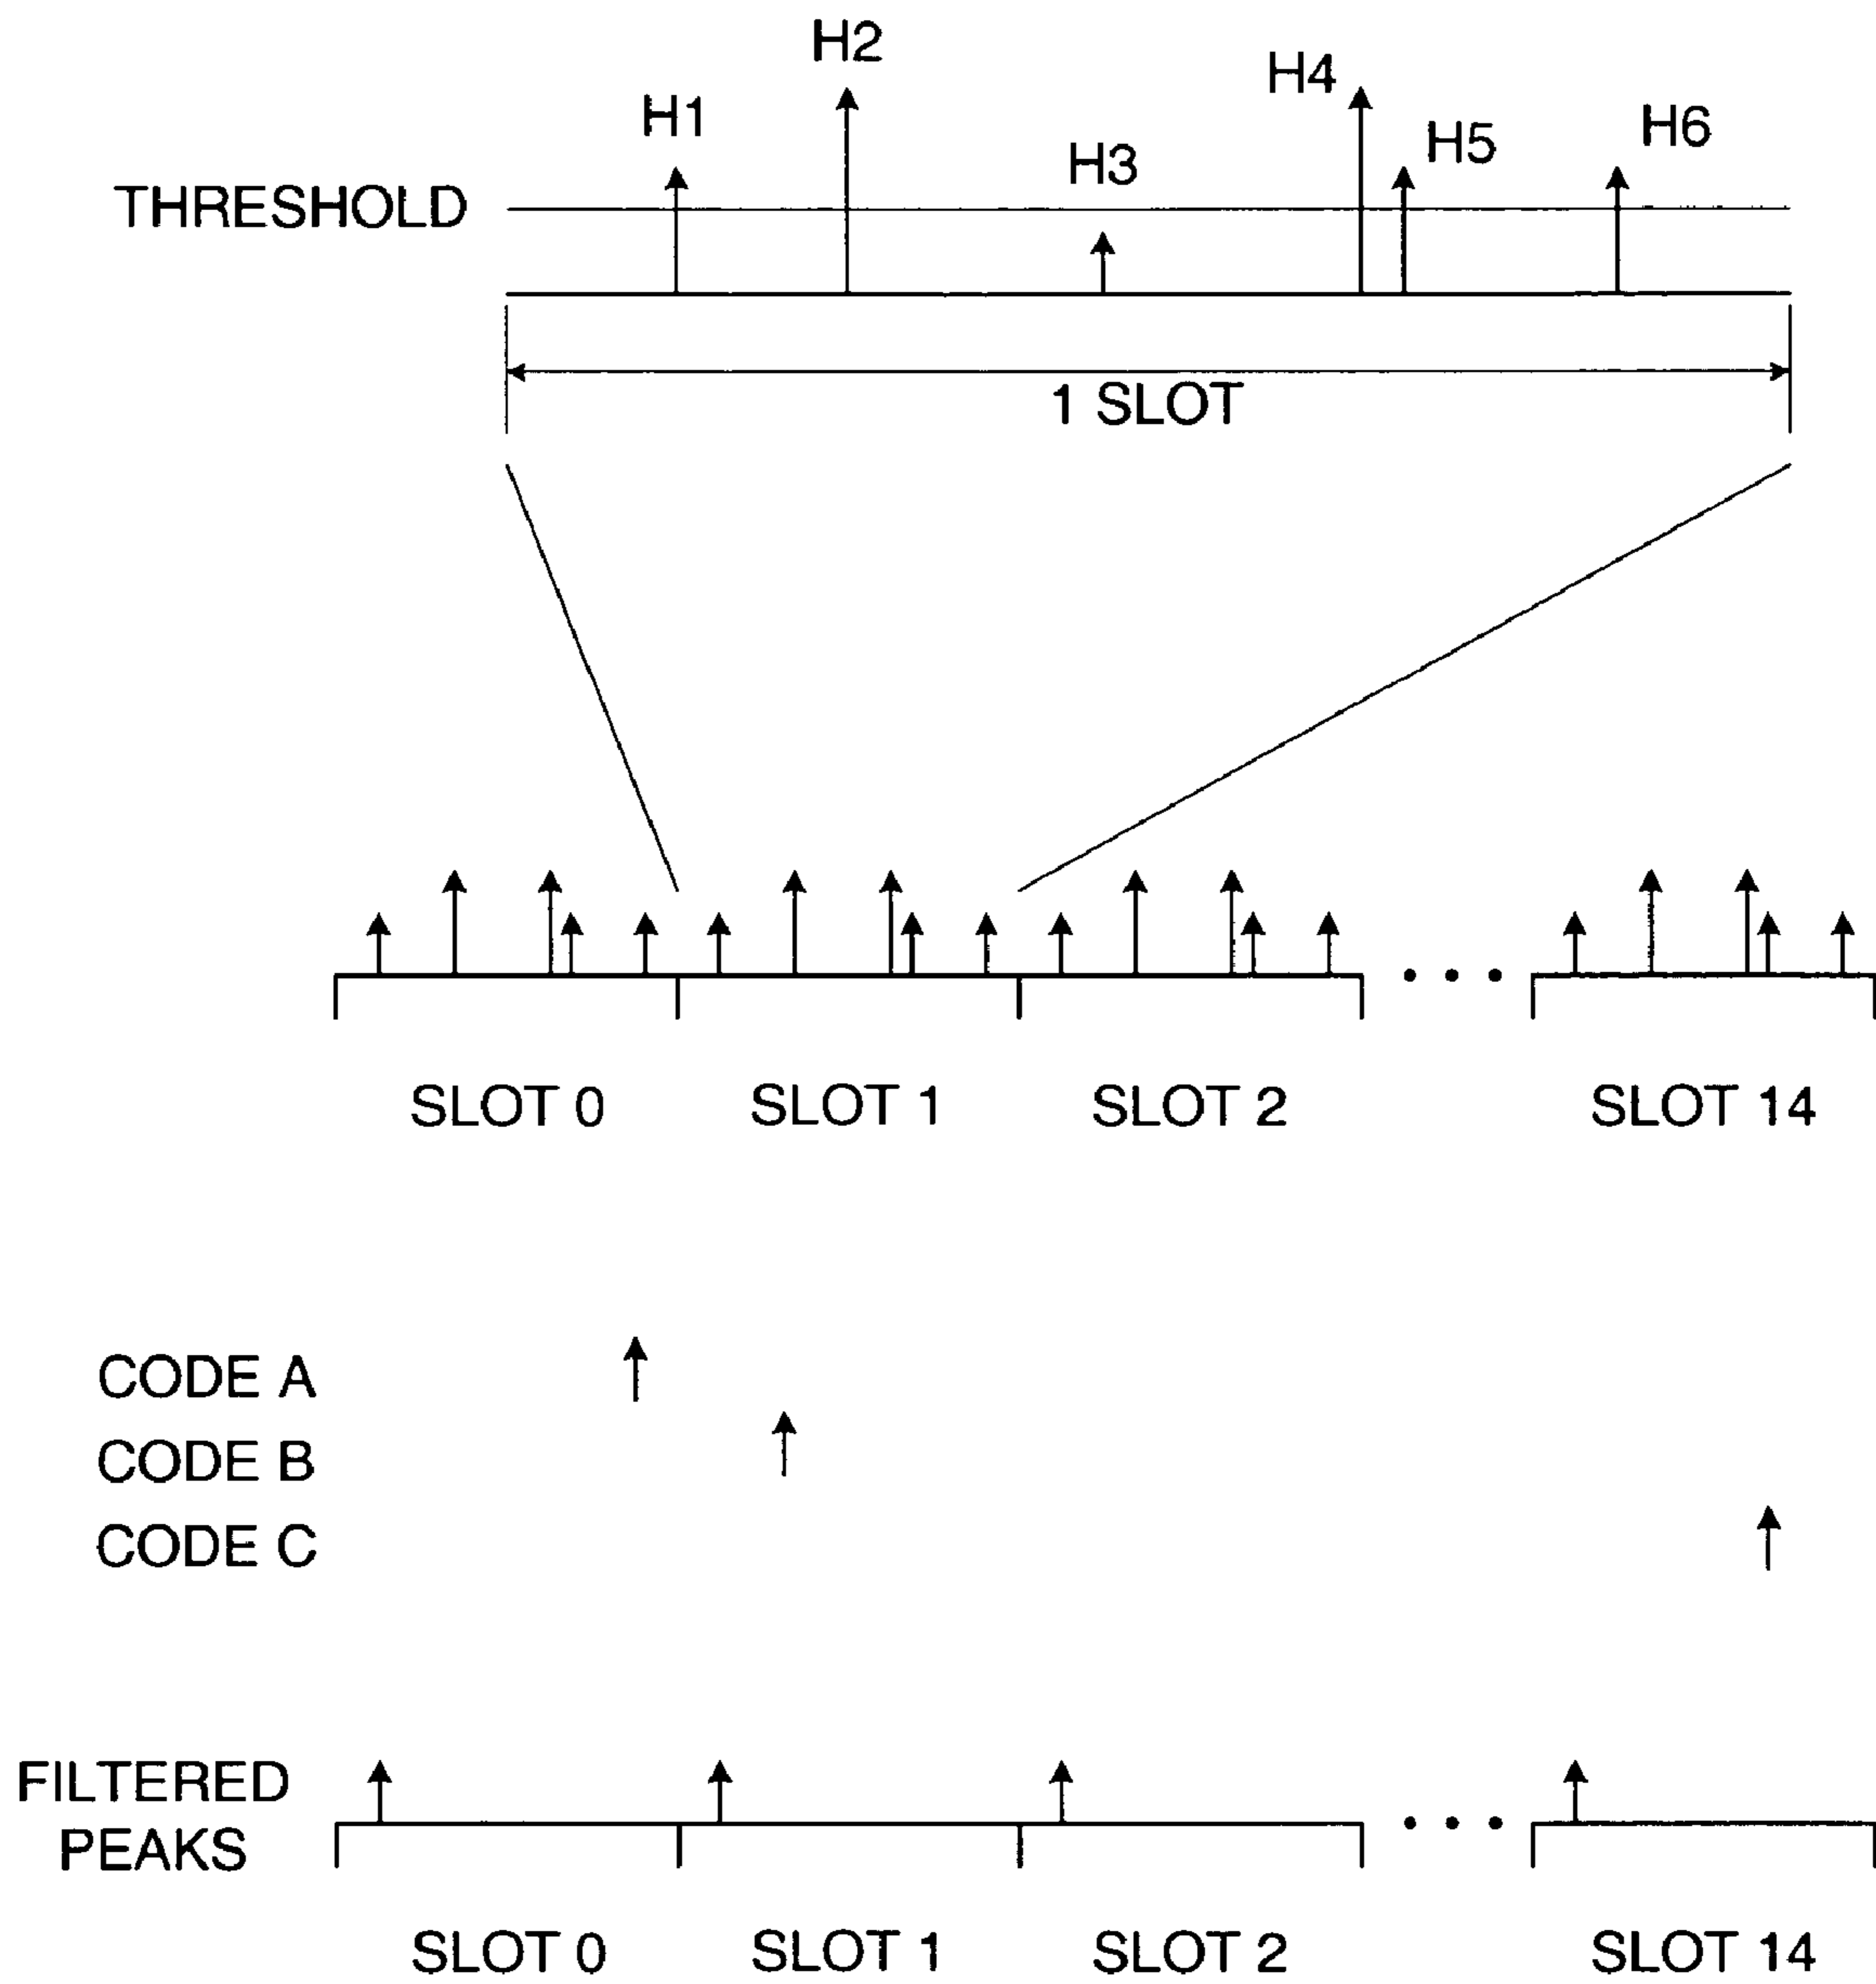 H2
H4
H1
H5
H6
H3
THRESHOLD
1 SLOT
SLOT 0 SLOT 1 SLOT 2 SLOT 14
CODE A
CODE B
CODE C
FILTERED
PEAKS
SLOT 0 SLOT 1 SLOT 2 SLOT 14